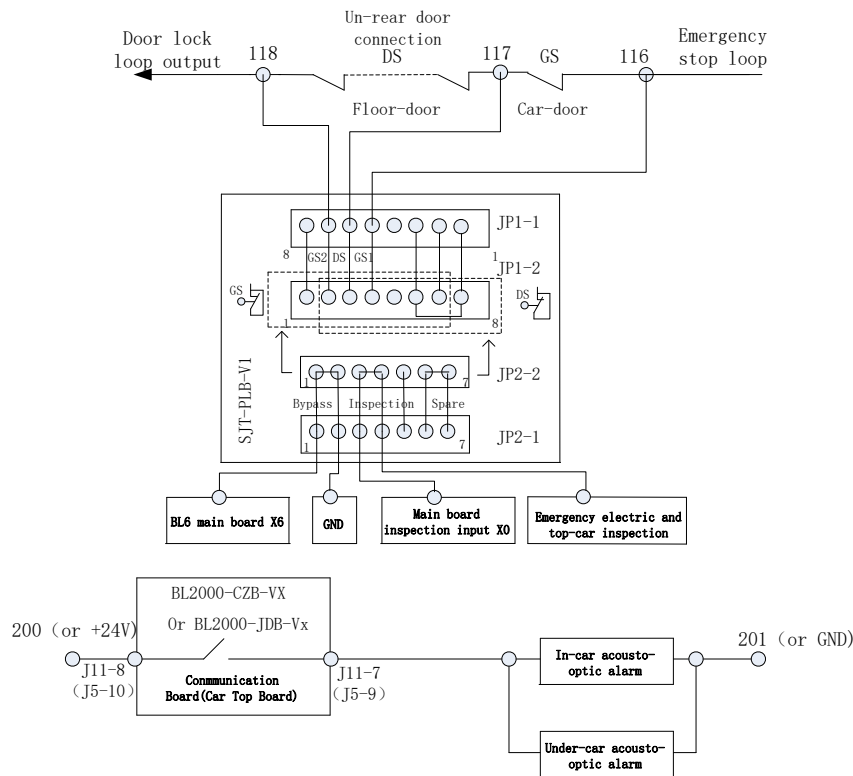 Un-rear door
connection
Door lock
loop output
118
DS
117
GS
116
Emergency
stop loop
Floor-door
Car-door
JP1-1
8
GS2
DS
GS1
1
JP1-2
GS
DS
1
8
SJT-PLB-V1
1
7
JP2-2
Bypass
Inspection
Spare
1
7
JP2-1
BL6 main board X6
GND
Main board
inspection input X0
Emergency electric and
top-car inspection
BL2000-CZB-VX
Or BL2000-JDB-Vx
200 (or +24V)
J11-8
(J5-10)
Conmmunication
Board(Car Top Board)
J11-7
(J5-9)
In-car acousto-
optic alarm
201 (or GND)
Under-car acousto-
optic alarm